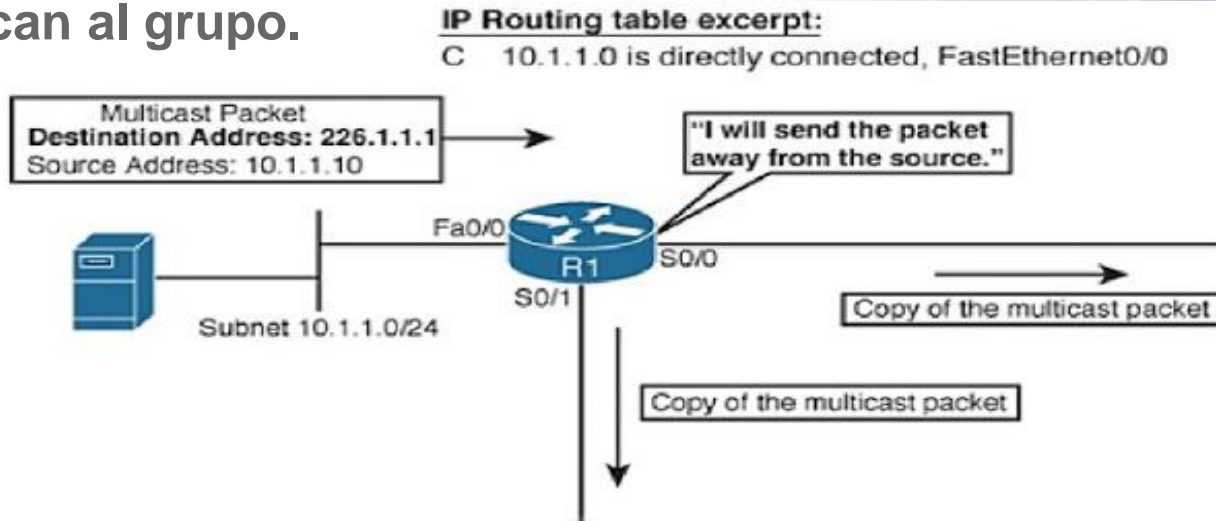 can al grupo.
IP Routing table excerpt:
C 10.1.1.0 is directly connected, FastEthernet0/0
Multicast Packet
Destination Address: 226.1.1.1
Source Address: 10.1.1.10
"I will send the packet
away from the source."
Fa0/0
R1
S0/0
S0/1
Subnet 10.1.1.0/24
Copy of the multicast packet
Copy of the multicast packet